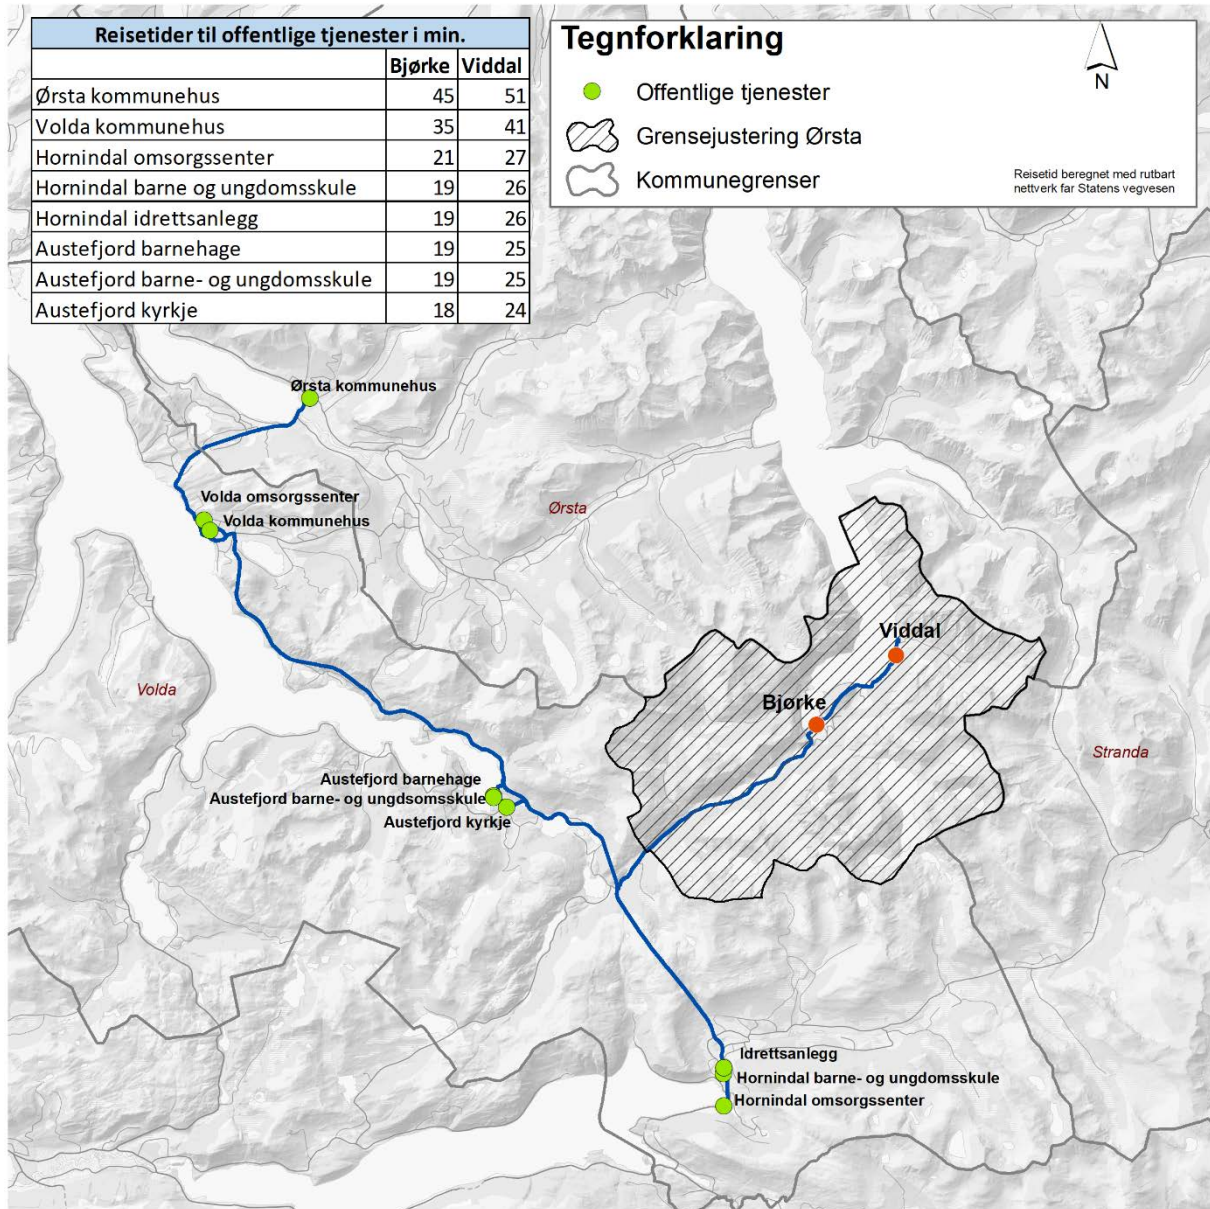 Reisetider til offentlige tjenester i min.
Bjørke Viddal
Ørsta kommunehus 45 51
Volda kommunehus 35 41
Hornindal omsorgssenter 21 27
Hornindal barne og ungdomsskule 19 26
Hornindal idrettsanlegg 19 26
Austefjord barnehage 19 25
Austefjord barne- og ungdomsskule 19 25
Austefjord kyrkje 18 24
Tegnforklaring
Offentlige tjenester
Grensejustering Ørsta
Kommunegrenser
N
Reisetid beregnet med rutbart
nettverk far Statens vegvesen
Ørsta kommunehus
Volda omsorgssenter
Volda kommunehus
Ørsta
Viddal
Volda
Bjørke
Stranda
Austefjord barnehage
Austefjord barne- og ungdsomsskule
Austefjord kyrkje
Idrettsanlegg
Hornindal barne- og ungdomsskule
Hornindal omsorgssenter